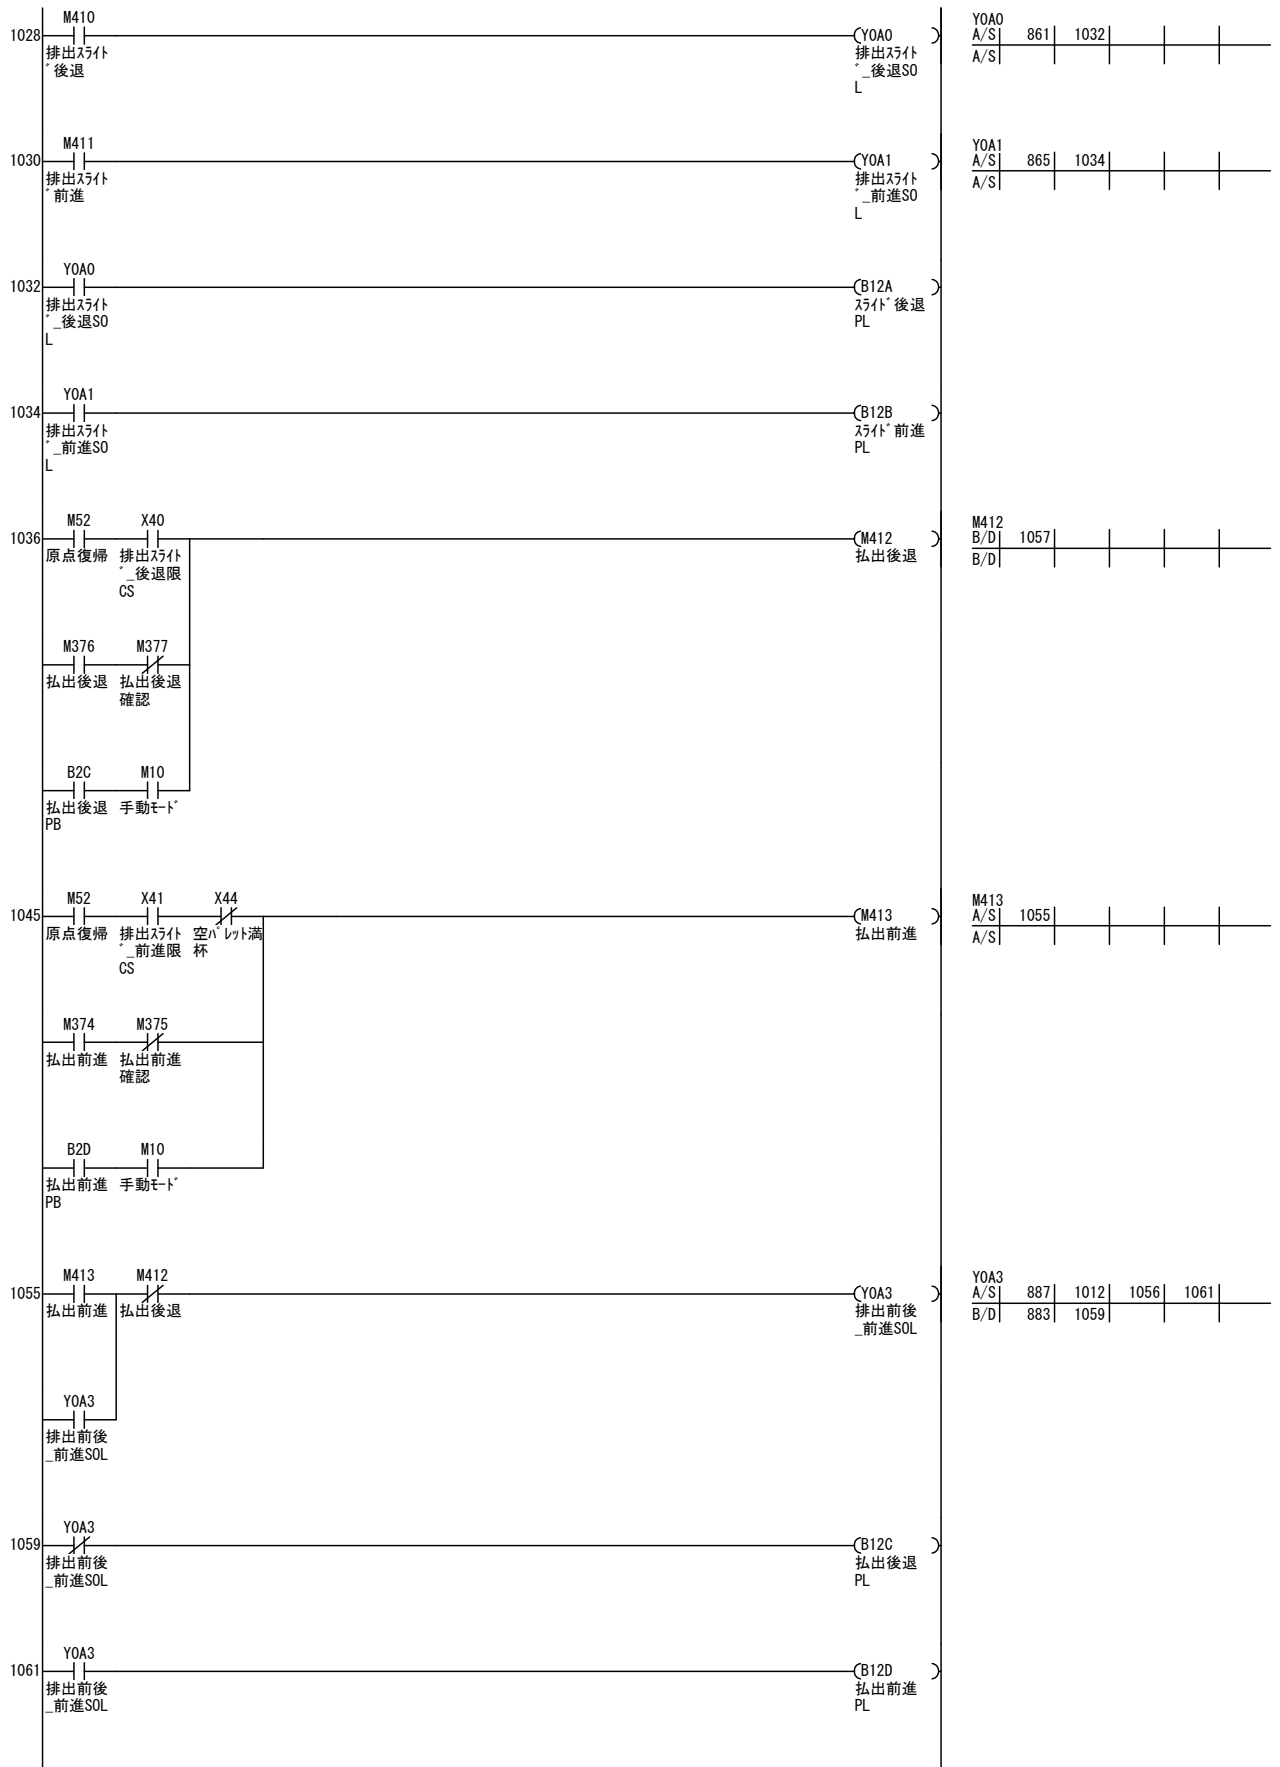 M410
1028 (Y0A0 )
排出ｽﾗｲﾄ
ﾞ後退
排出ｽﾗｲﾄ
ﾞ_後退SO
L
Y0A0
A/S 861 1032
A/S
M411
1030 (Y0A1 )
排出ｽﾗｲﾄ
ﾞ前進
排出ｽﾗｲﾄ
ﾞ_前進SO
L
Y0A1
A/S 865 1034
A/S
Y0A0
1032 (B12A )
排出ｽﾗｲﾄ
ﾞ_後退SO
L
ｽﾗｲﾄﾞ後退
PL
Y0A1
1034 (B12B )
排出ｽﾗｲﾄ
ﾞ_前進SO
L
ｽﾗｲﾄﾞ前進
PL
M52 X40
1036 (M412 )
原点復帰 排出ｽﾗｲﾄ
ﾞ_後退限
CS
払出後退
M412
B/D 1057
B/D
M376 M377
払出後退 払出後退
確認
B2C M10
払出後退 手動ﾓｰﾄﾞ
PB
M52 X41 X44
1045 (M413 )
原点復帰 排出ｽﾗｲﾄ 空ﾊﾟﾚｯﾄ満
ﾞ_前進限 杯
CS
払出前進
M413
A/S 1055
A/S
M374 M375
払出前進 払出前進
確認
B2D M10
払出前進 手動ﾓｰﾄﾞ
PB
M413 M412
1055 (Y0A3 )
払出前進 払出後退
排出前後
_前進SOL
Y0A3
A/S 887 1012 1056 1061
B/D 883 1059
Y0A3
排出前後
_前進SOL
Y0A3
1059 (B12C )
排出前後
_前進SOL
払出後退
PL
Y0A3
1061 (B12D )
排出前後
_前進SOL
払出前進
PL